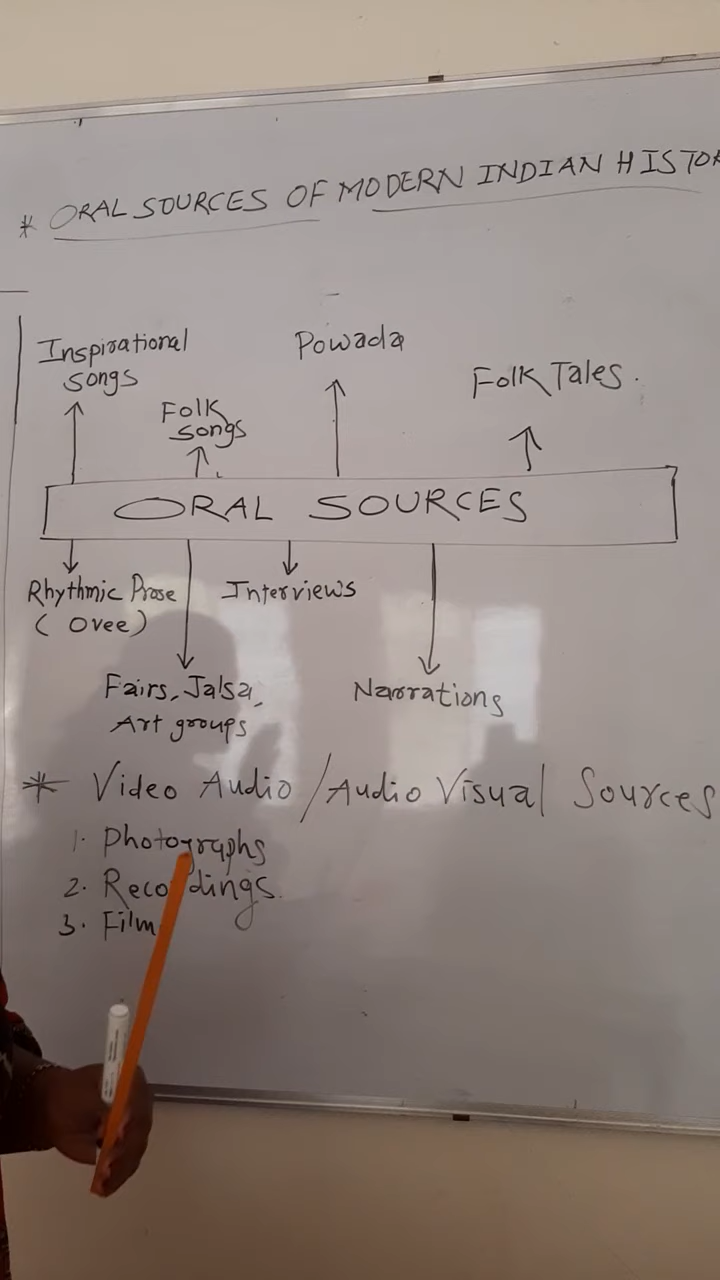 * ORAL SOURCES OF MODERN INDIAN HISTOR
Inspirational
Songs
Folk
Songs
Powada
Folk Tales.
ORAL SOURCES
Rhythmic Prose
( Ovee )
Interviews
Fairs, Jalsa,
Art groups
Narrations
* Video Audio / Audio Visual Sources
1. Photographs
2. Recordings.
3. Film